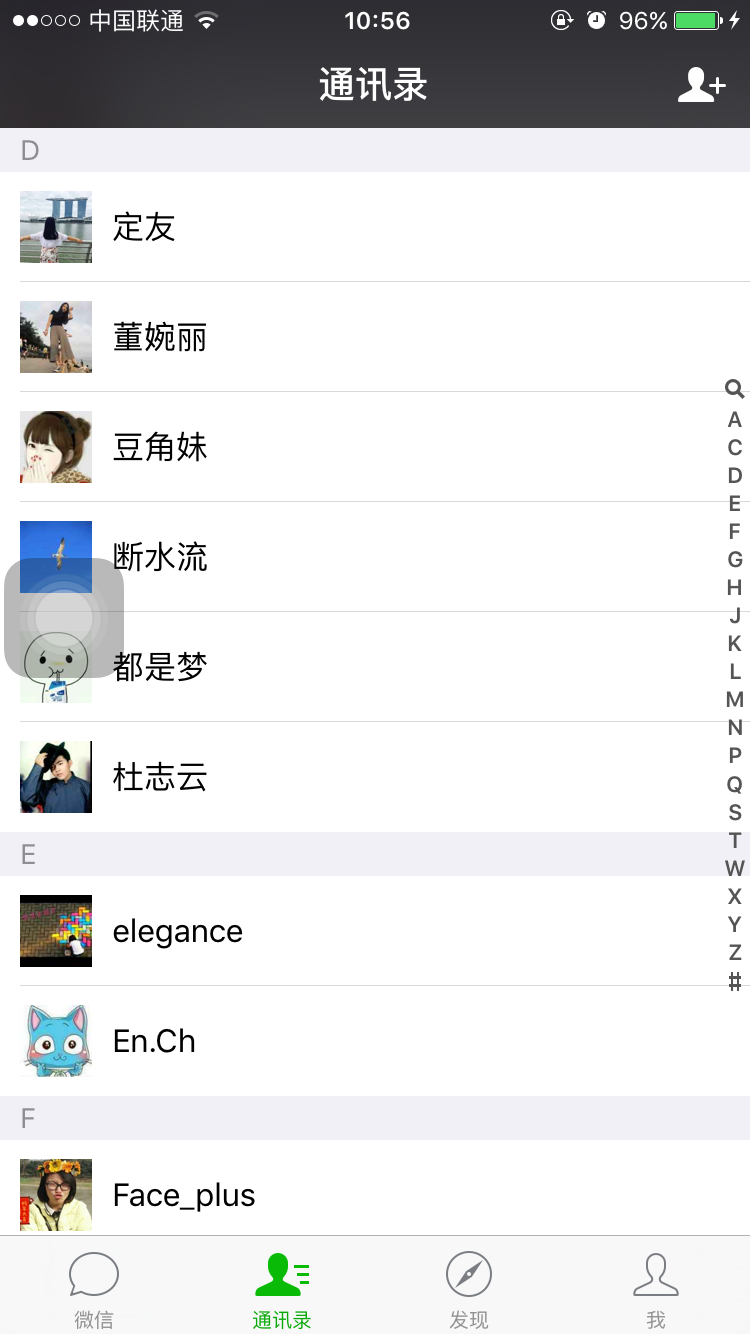 中国联通 10:56 96%
通讯录
D
定友
董婉丽
豆角妹
断水流
都是梦
杜志云
E
elegance
En.Ch
F
Face_plus
A
C
D
E
F
G
H
J
K
L
M
N
P
Q
S
T
W
X
Y
Z
#
微信 通讯录 发现 我